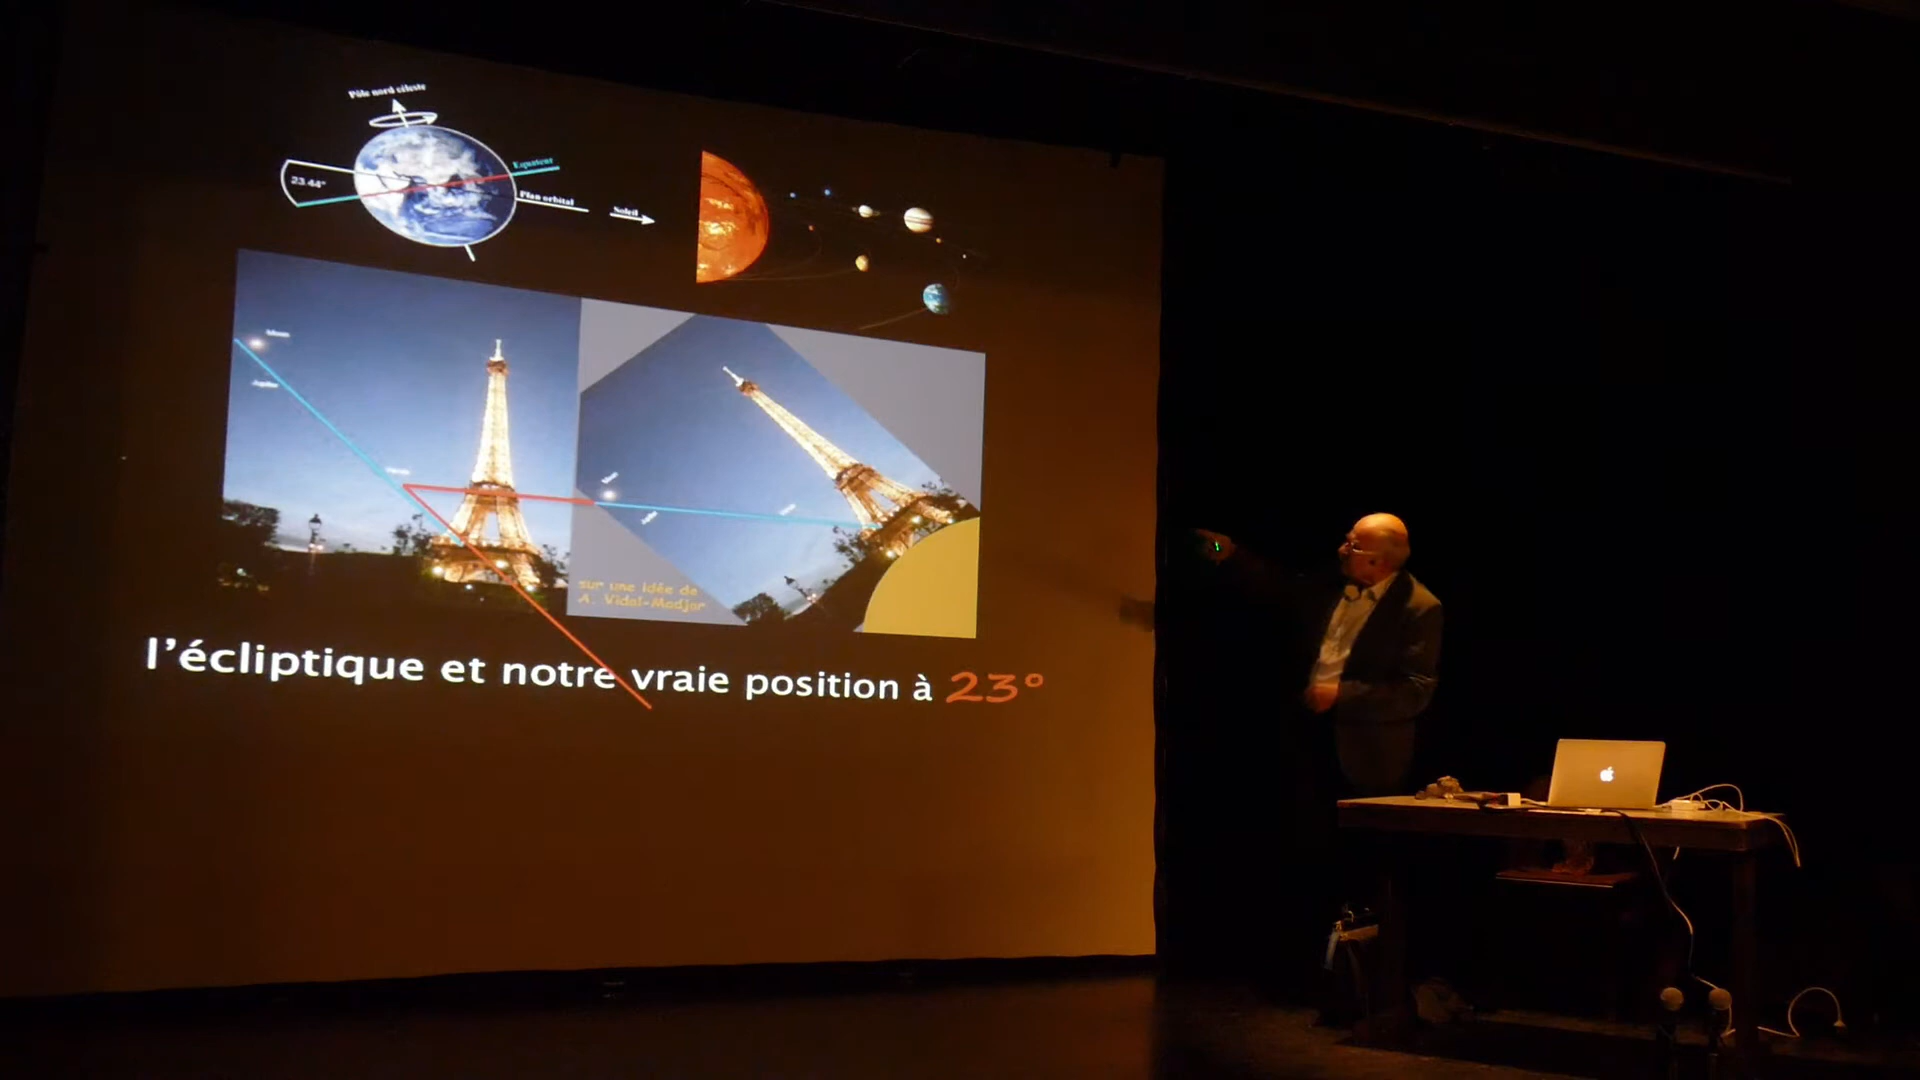 Pôle nord céleste
Equateur
23.44°
Plan orbital
Soleil
Jupiter
sur une idée de
A. Vidal-Madjar
l'écliptique et notre vraie position à 23°